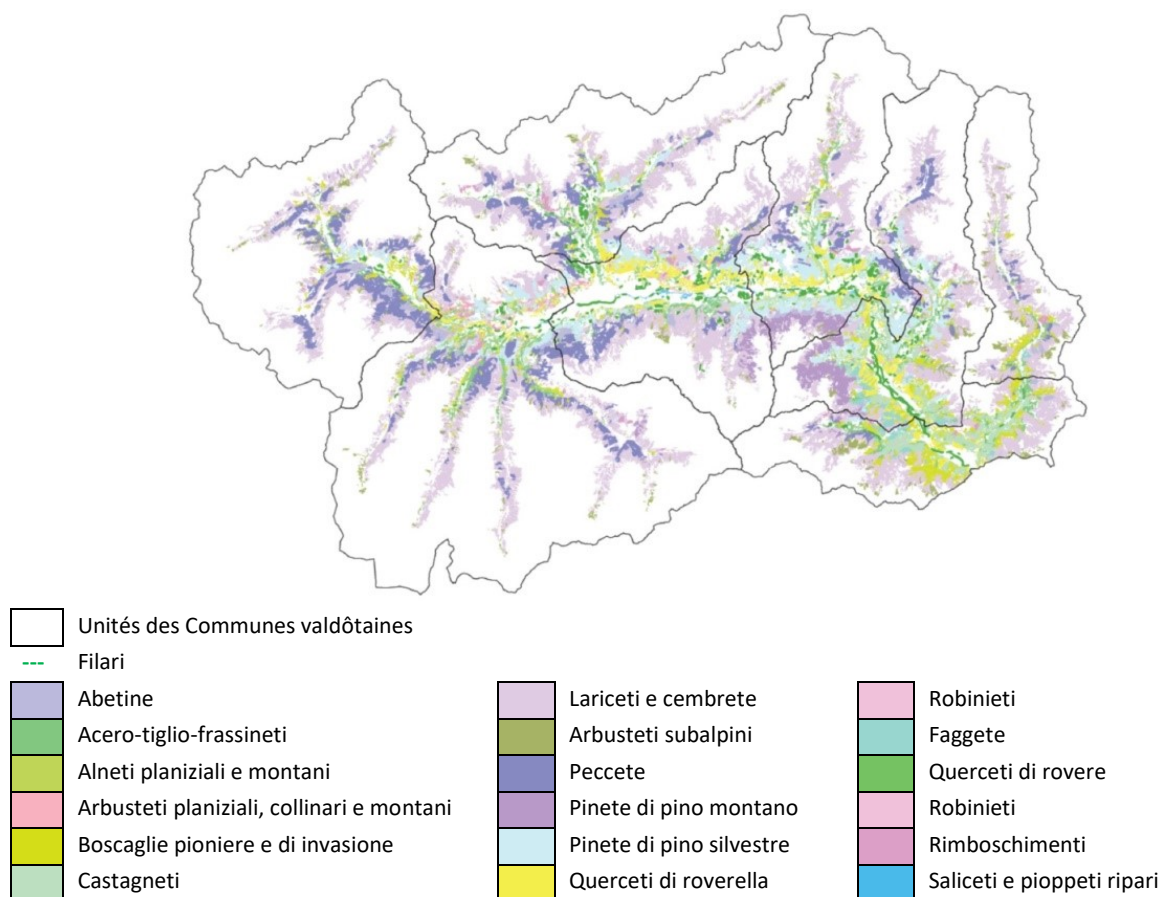 Unités des Communes valdôtaines
Filari
Abetine
Acero-tiglio-frassineti
Alneti planiziali e montani
Arbusteti planiziali, collinari e montani
Boscaglie pioniere e di invasione
Castagneti
Lariceti e cembrete
Arbusteti subalpini
Peccete
Pinete di pino montano
Pinete di pino silvestre
Querceti di roverella
Robinieti
Faggete
Querceti di rovere
Robinieti
Rimboschimenti
Saliceti e pioppeti ripari